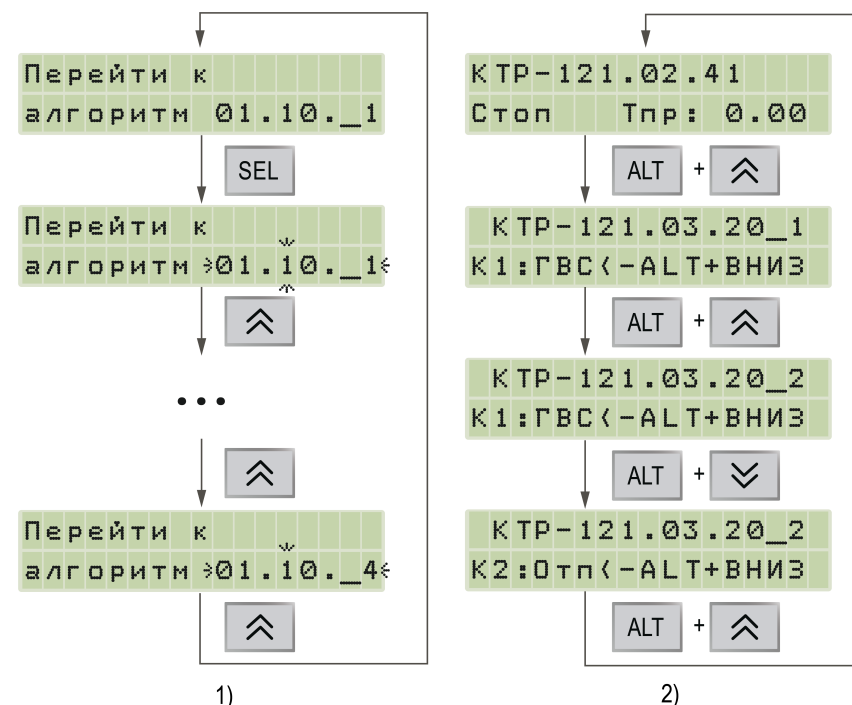 Перейти к
алгоритм 01.10._1
SEL
Перейти к
алгоритм 01.10._1
...
Перейти к
алгоритм 01.10._4
1)
КТР-121.02.41
Стоп Тпр: 0.00
ALT +
КТР-121.03.20_1
К1:ГВС<-ALT+ВНИЗ
ALT +
КТР-121.03.20_2
К1:ГВС<-ALT+ВНИЗ
ALT +
КТР-121.03.20_2
К2:Отп<-ALT+ВНИЗ
ALT +
2)